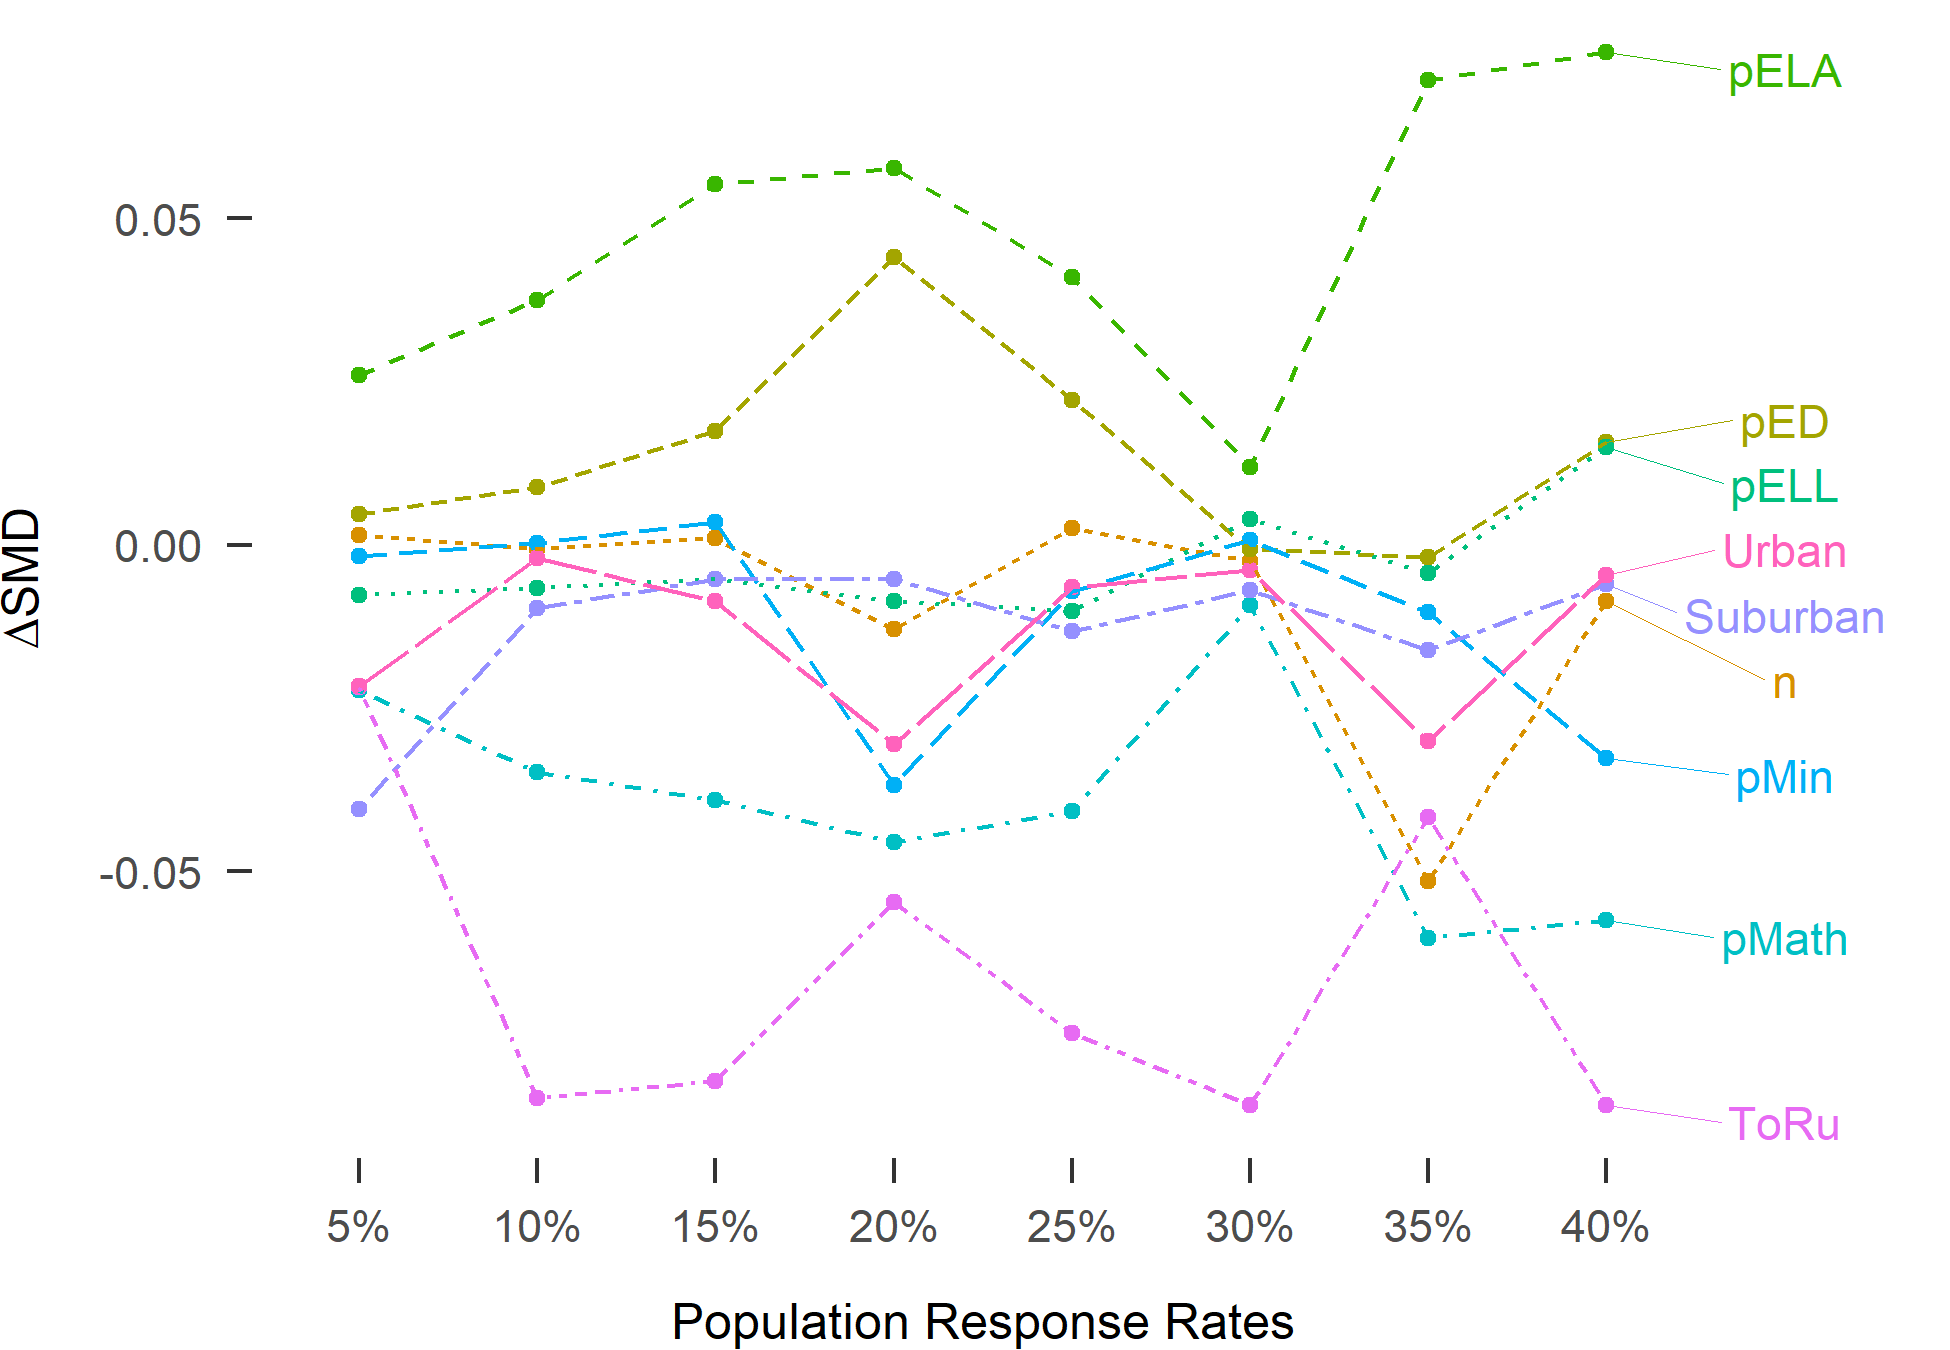 pELA
0.05
pED
pELL
0.00
Urban
ΔSMD
Suburban
n
pMin
-0.05
pMath
ToRu
5% 10% 15% 20% 25% 30% 35% 40%
Population Response Rates